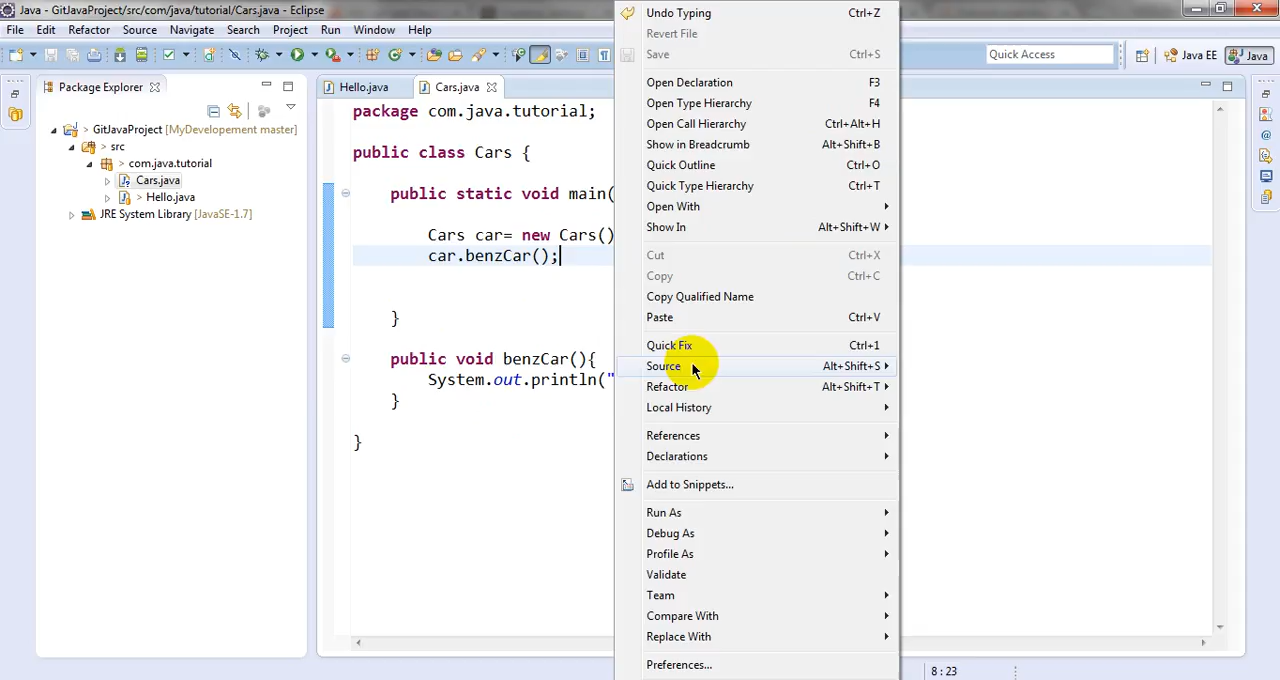 Java - GitJavaProject/src/com/java/tutorial/Cars.java - Eclipse
File Edit Refactor Source Navigate Search Project Run Window Help
Quick Access
Java EE
Java
Package Explorer
> GitJavaProject [MyDevelopement master]
> src
> com.java.tutorial
Cars.java
> Hello.java
JRE System Library [JavaSE-1.7]
Hello.java
Cars.java
package com.java.tutorial;
public class Cars {
public static void main(
Cars car= new Cars()
car.benzCar();
}
public void benzCar(){
System.out.println("
}
}
Undo Typing Ctrl+Z
Revert File
Save Ctrl+S
Open Declaration F3
Open Type Hierarchy F4
Open Call Hierarchy Ctrl+Alt+H
Show in Breadcrumb Alt+Shift+B
Quick Outline Ctrl+O
Quick Type Hierarchy Ctrl+T
Open With
Show In Alt+Shift+W
Cut Ctrl+X
Copy Ctrl+C
Copy Qualified Name
Paste Ctrl+V
Quick Fix Ctrl+1
Source Alt+Shift+S
Refactor Alt+Shift+T
Local History
References
Declarations
Add to Snippets...
Run As
Debug As
Profile As
Validate
Team
Compare With
Replace With
Preferences...
8:23